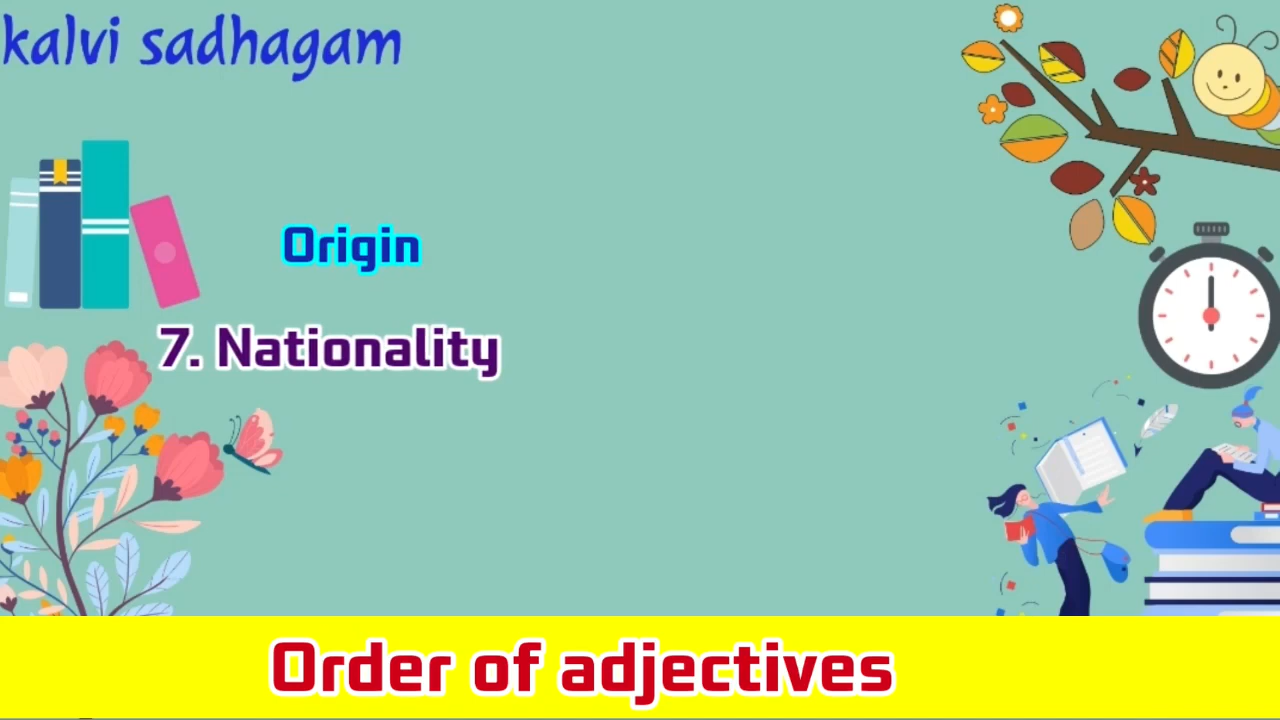 kalvi sadhagam
Origin
7. Nationality
Order of adjectives